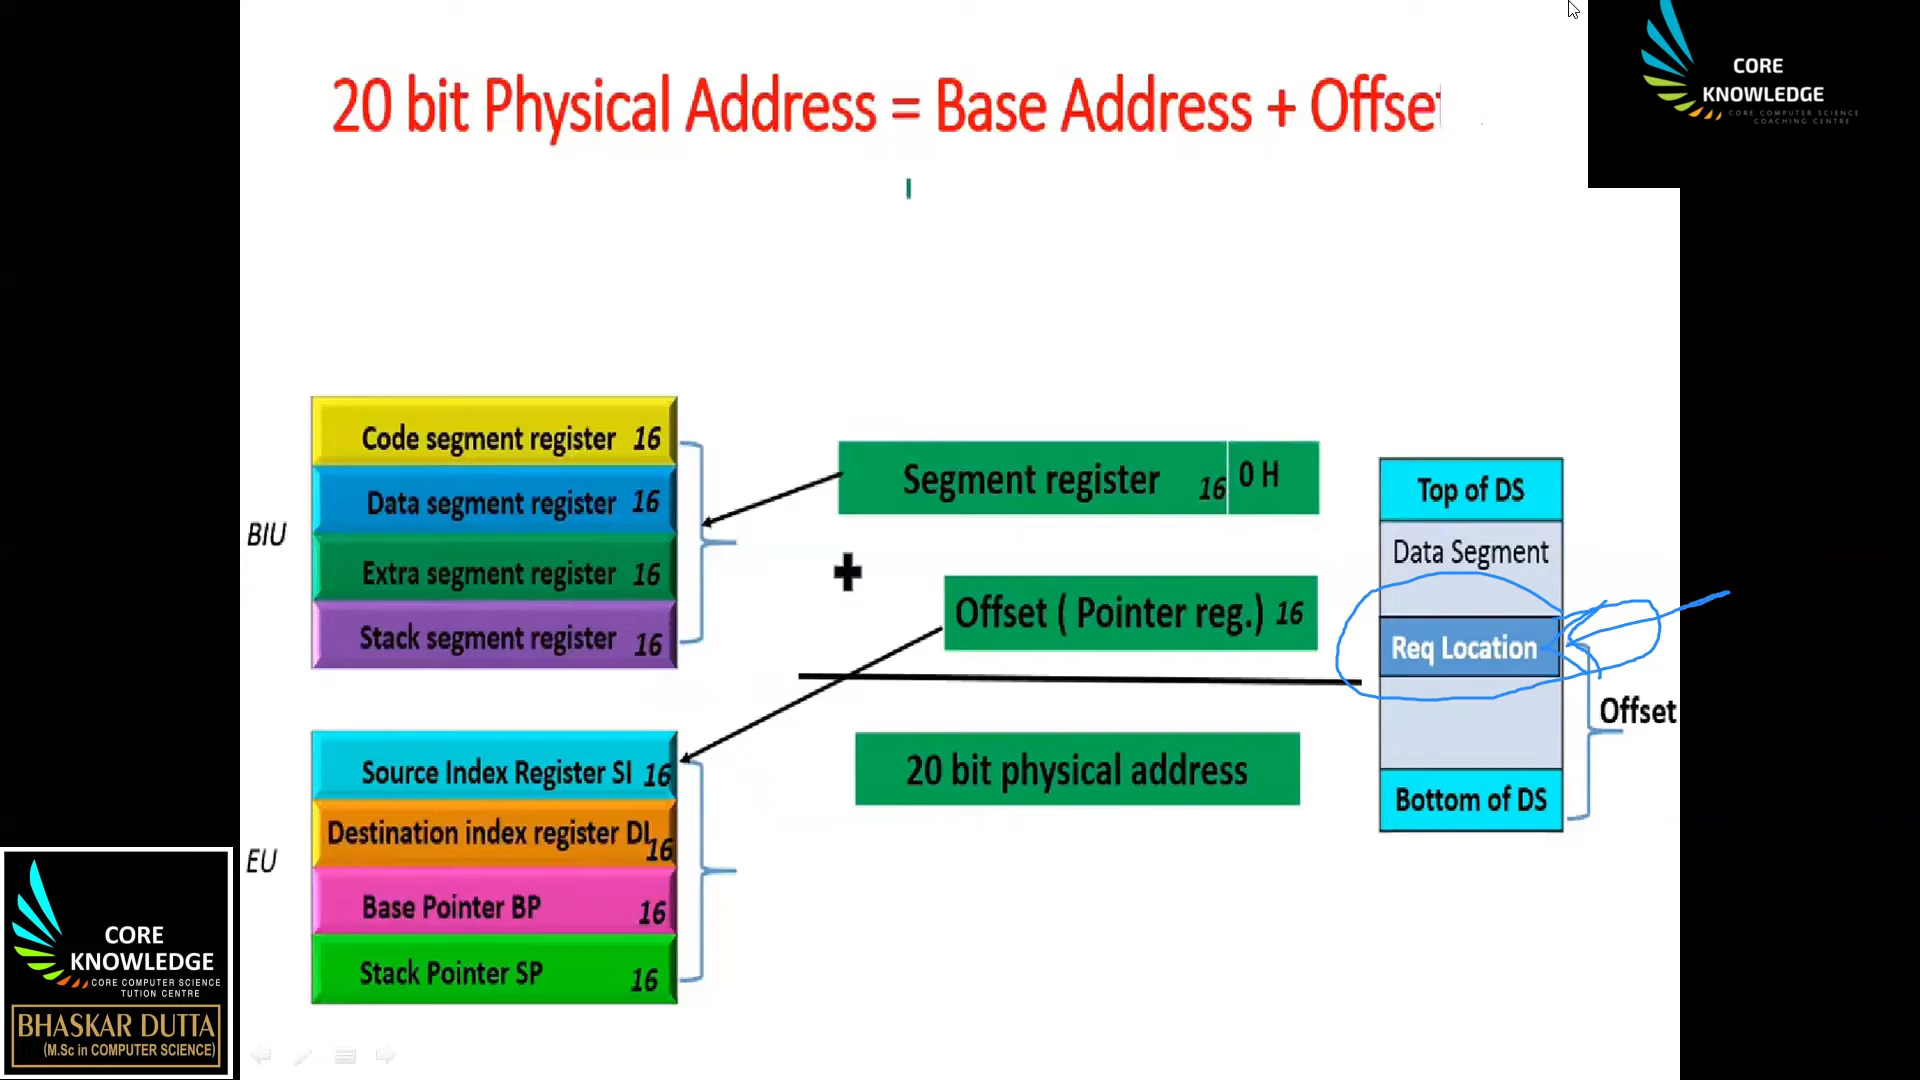 20 bit Physical Address = Base Address + Offset
CORE
KNOWLEDGE
CORE COMPUTER SCIENCE
COACHING CENTRE
BIU
Code segment register 16
Data segment register 16
Extra segment register 16
Stack segment register 16
Segment register 16 0 H
+
Offset ( Pointer reg.) 16
20 bit physical address
Top of DS
Data Segment
Req Location
Bottom of DS
Offset
EU
Source Index Register SI 16
Destination index register DI 16
Base Pointer BP 16
Stack Pointer SP 16
CORE
KNOWLEDGE
CORE COMPUTER SCIENCE
TUTION CENTRE
BHASKAR DUTTA
(M.Sc in COMPUTER SCIENCE)